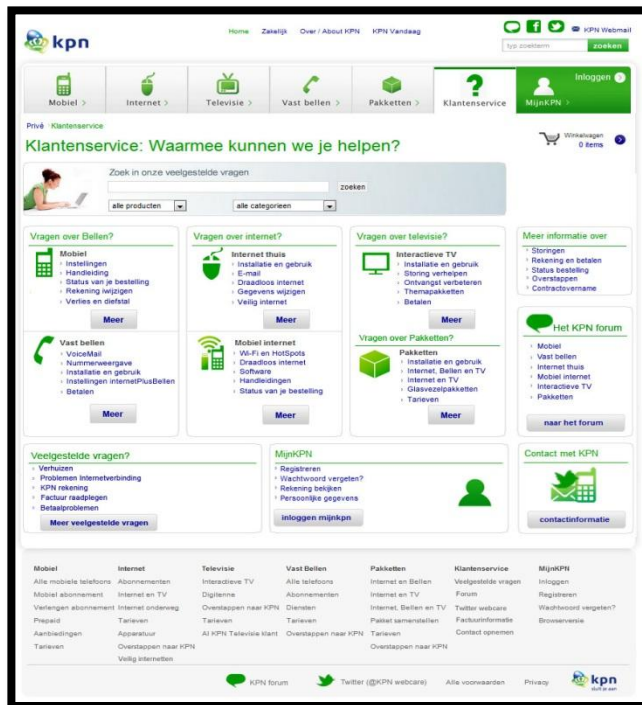 kpn
Home Zakelijk Over / About KPN KPN Vandaag
KPN Webmail
typ zoekterm zoeken
Mobiel > Internet > Televisie > Vast bellen > Pakketten > Klantenservice MijnKPN >
Inloggen
Privé Klantenservice
Klantenservice: Waarmee kunnen we je helpen?
Winkelwagen
0 items
Zoek in onze veelgestelde vragen
zoeken
alle producten alle categorieen
Vragen over Bellen?
Mobiel
Instellingen
Handleiding
Status van je bestelling
Rekening wijzigen
Verlies en diefstal
Meer
Vast bellen
VoiceMail
Nummerweergave
Installatie en gebruik
Instellingen internetPlusBellen
Betalen
Meer
Vragen over internet?
Internet thuis
Installatie en gebruik
E-mail
Draadloos internet
Gegevens wijzigen
Veilig internet
Meer
Mobiel internet
Wi-Fi en HotSpots
Draadloos internet
Software
Handleidingen
Status van je bestelling
Meer
Vragen over televisie?
Interactieve TV
Installatie en gebruik
Storing verhelpen
Ontvangst verbeteren
Themapakketten
Betalen
Meer
Vragen over Pakketten?
Pakketten
Installatie en gebruik
Internet, Bellen en TV
Internet en TV
Glasvezelpakketten
Tarieven
Meer
Meer informatie over
Storingen
Rekening en betalen
Status bestelling
Overstappen
Contractovername
Het KPN forum
Mobiel
Vast bellen
Internet thuis
Mobiel internet
Interactieve TV
Pakketten
naar het forum
Veelgestelde vragen?
Verhuizen
Problemen Internetverbinding
KPN rekening
Factuur raadplegen
Betaalproblemen
Meer veelgestelde vragen
MijnKPN
Registreren
Wachtwoord vergeten?
Rekening bekijken
Persoonlijke gegevens
inloggen mijnkpn
Contact met KPN
contactinformatie
Mobiel
Alle mobiele telefoons
Mobiel abonnement
Verlengen abonnement
Prepaid
Aanbiedingen
Tarieven
Internet
Abonnementen
Internet en TV
Internet onderweg
Tarieven
Apparatuur
Overstappen naar KPN
Veilig internetten
Televisie
Interactieve TV
Digitenne
Overstappen naar KPN
Tarieven
Al KPN Televisie klant
Vast Bellen
Alle telefoons
Abonnementen
Diensten
Tarieven
Overstappen naar KPN
Pakketten
Internet en Bellen
Internet en TV
Internet, Bellen en TV
Pakket samenstellen
Tarieven
Overstappen naar KPN
Klantenservice
Veelgestelde vragen
Forum
Twitter webcare
Factuurinformatie
Contact opnemen
MijnKPN
Inloggen
Registreren
Wachtwoord vergeten?
Browserversie
KPN forum Twitter (@KPN webcare) Alle voorwaarden Privacy kpn